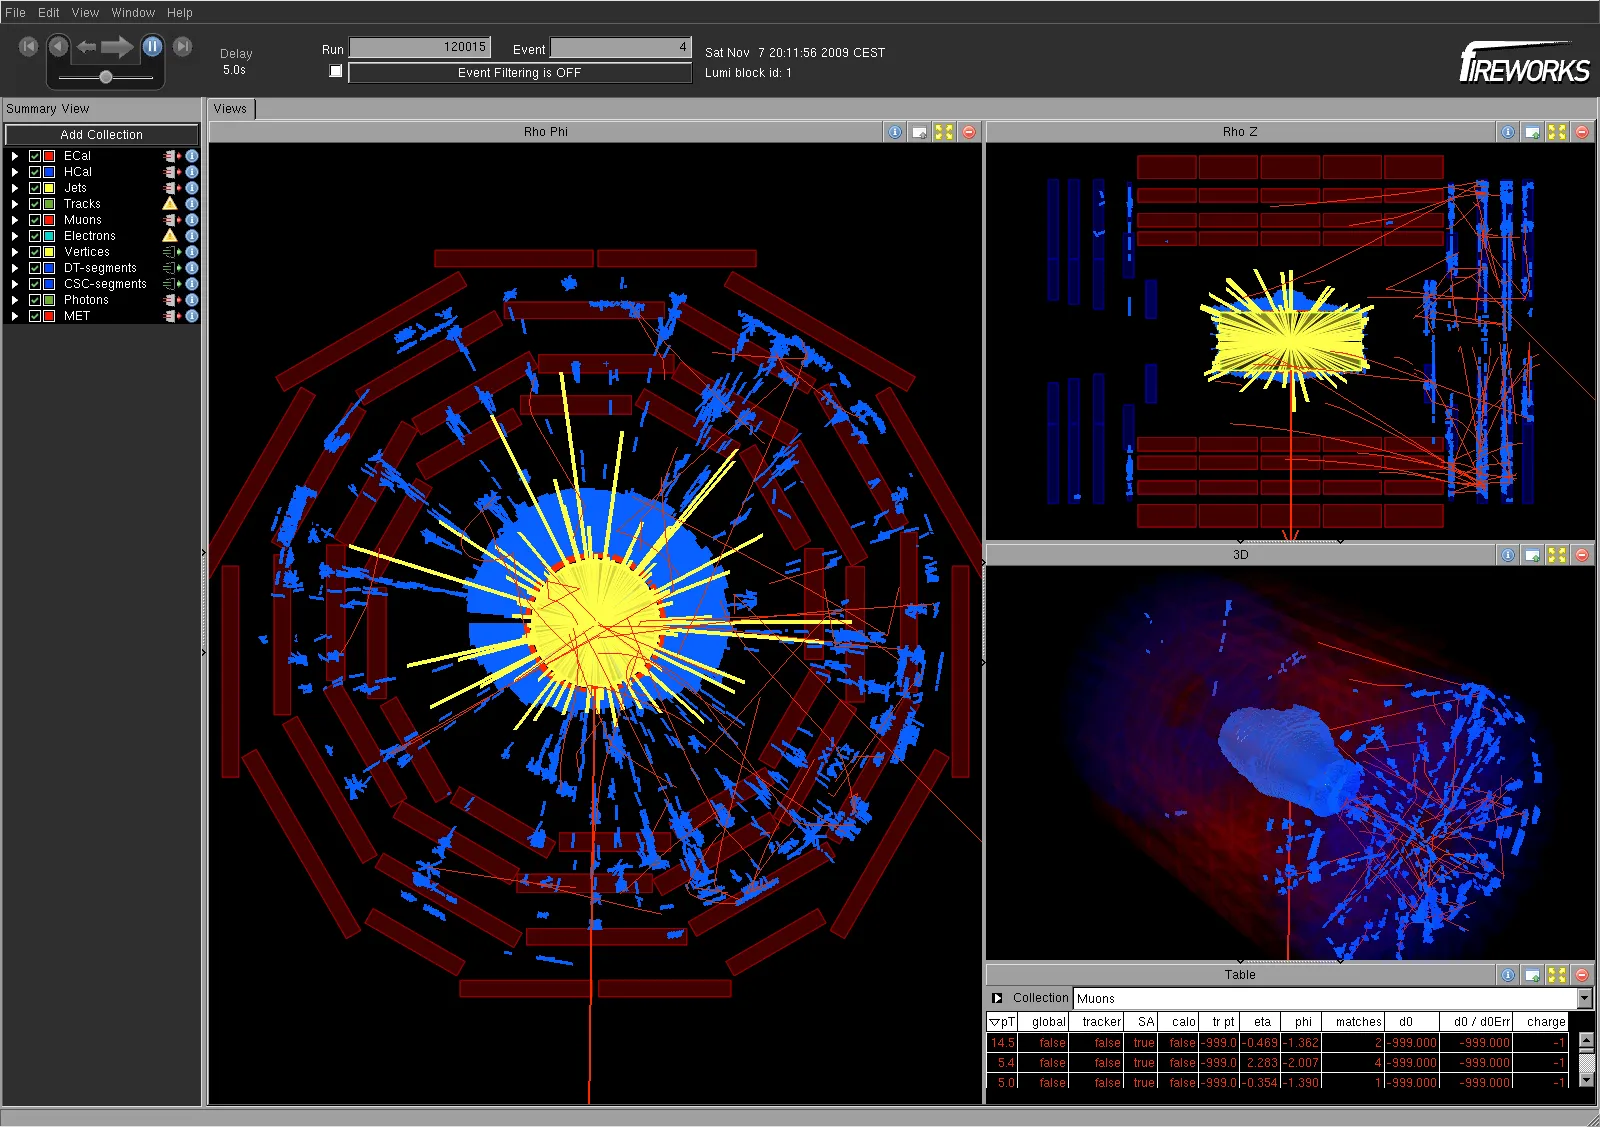 File Edit View Window Help
Delay
5.0s
Run 120015 Event 4
Event Filtering is OFF
Sat Nov 7 20:11:56 2009 CEST
Lumi block id: 1
FIREWORKS
Summary View
Add Collection
ECal
HCal
Jets
Tracks
Muons
Electrons
Vertices
DT-segments
CSC-segments
Photons
MET
Views
Rho Phi
Rho Z
3D
Table
Collection Muons
pT global tracker SA calo tr pt eta phi matches d0 d0 / d0Err charge
14.5 false false true false -999.0 -0.469 -1.362 2 -999.000 -999.000 -1
5.4 false false true false -999.0 2.283 -2.007 4 -999.000 -999.000 -1
5.0 false false true false -999.0 -0.354 -1.390 1 -999.000 -999.000 -1